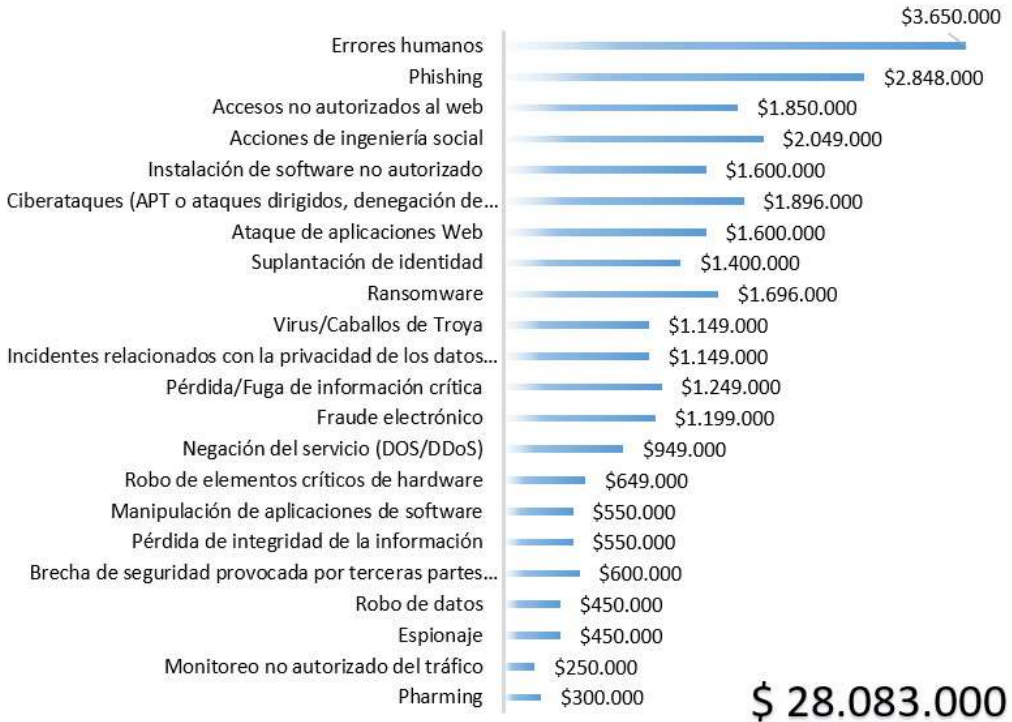 $3.650.000
Errores humanos
Phishing $2.848.000
Accesos no autorizados al web $1.850.000
Acciones de ingeniería social $2.049.000
Instalación de software no autorizado $1.600.000
Ciberataques (APT o ataques dirigidos, denegación de... $1.896.000
Ataque de aplicaciones Web $1.600.000
Suplantación de identidad $1.400.000
Ransomware $1.696.000
Virus/Caballos de Troya $1.149.000
Incidentes relacionados con la privacidad de los datos... $1.149.000
Pérdida/Fuga de información crítica $1.249.000
Fraude electrónico $1.199.000
Negación del servicio (DOS/DDoS) $949.000
Robo de elementos críticos de hardware $649.000
Manipulación de aplicaciones de software $550.000
Pérdida de integridad de la información $550.000
Brecha de seguridad provocada por terceras partes... $600.000
Robo de datos $450.000
Espionaje $450.000
Monitoreo no autorizado del tráfico $250.000
Pharming $300.000
$ 28.083.000